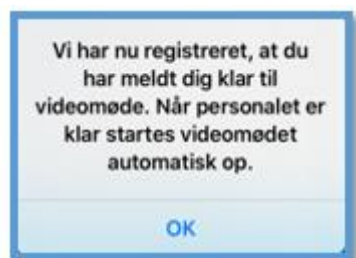 Vi har nu registreret, at du
har meldt dig klar til
videomøde. Når personalet er
klar startes videomødet
automatisk op.
OK